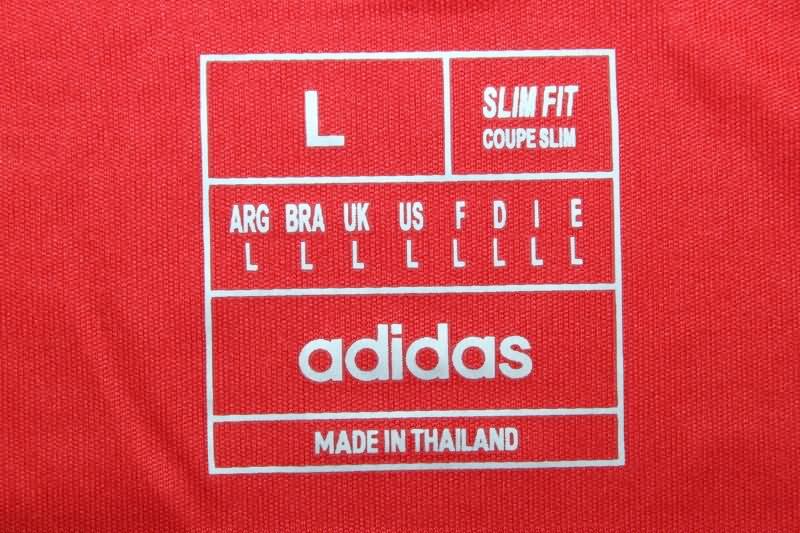 L
SLIM FIT
COUPE SLIM
ARG BRA UK US F D I E
L L L L L L L L
adidas
MADE IN THAILAND